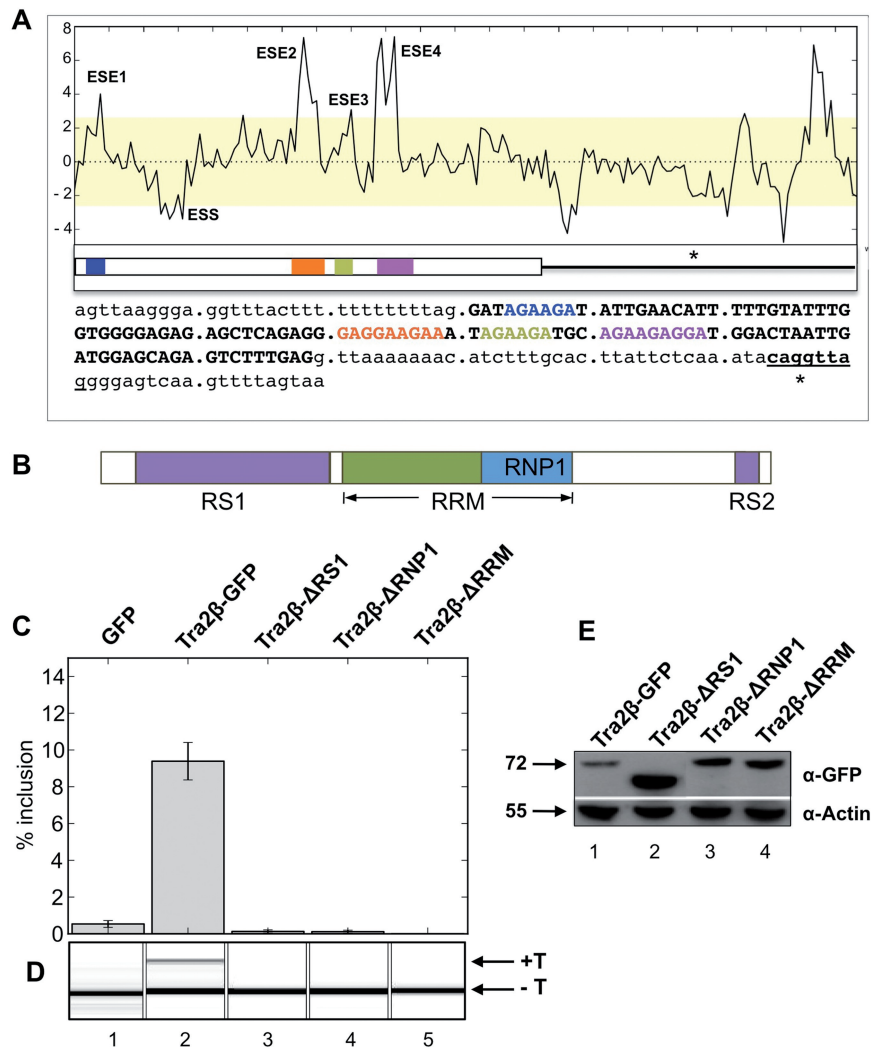 A
8
6
4
2
0
- 2
- 4
ESE1
ESE2
ESE3
ESE4
ESS
*
agttaaggga.ggtttacttt.tttttttttag.GATAGAAGAT.ATTGAACATT.TTTGTATTTG
GTGGGGAGAG.AGCTCAGAGG.GAGGAAGAAA.TAGAAGATGC.AGAAGAGGAT.GGACTAATTG
ATGGAGCAGA.GTCTTTGAGg.ttaaaaaaac.atctttgcac.ttattctcaac.atacaggtta
ggggagtcaa.gttttagtaa
*
B
RNP1
RS1
RRM
RS2
C
GFP
Tra2β-GFP
Tra2β-ΔRS1
Tra2β-ΔRNP1
Tra2β-ΔRRM
% inclusion
14
12
10
8
6
4
2
0
D
+T
- T
1
2
3
4
5
E
Tra2β-GFP
Tra2β-ΔRS1
Tra2β-ΔRNP1
Tra2β-ΔRRM
72
α-GFP
55
α-Actin
1
2
3
4